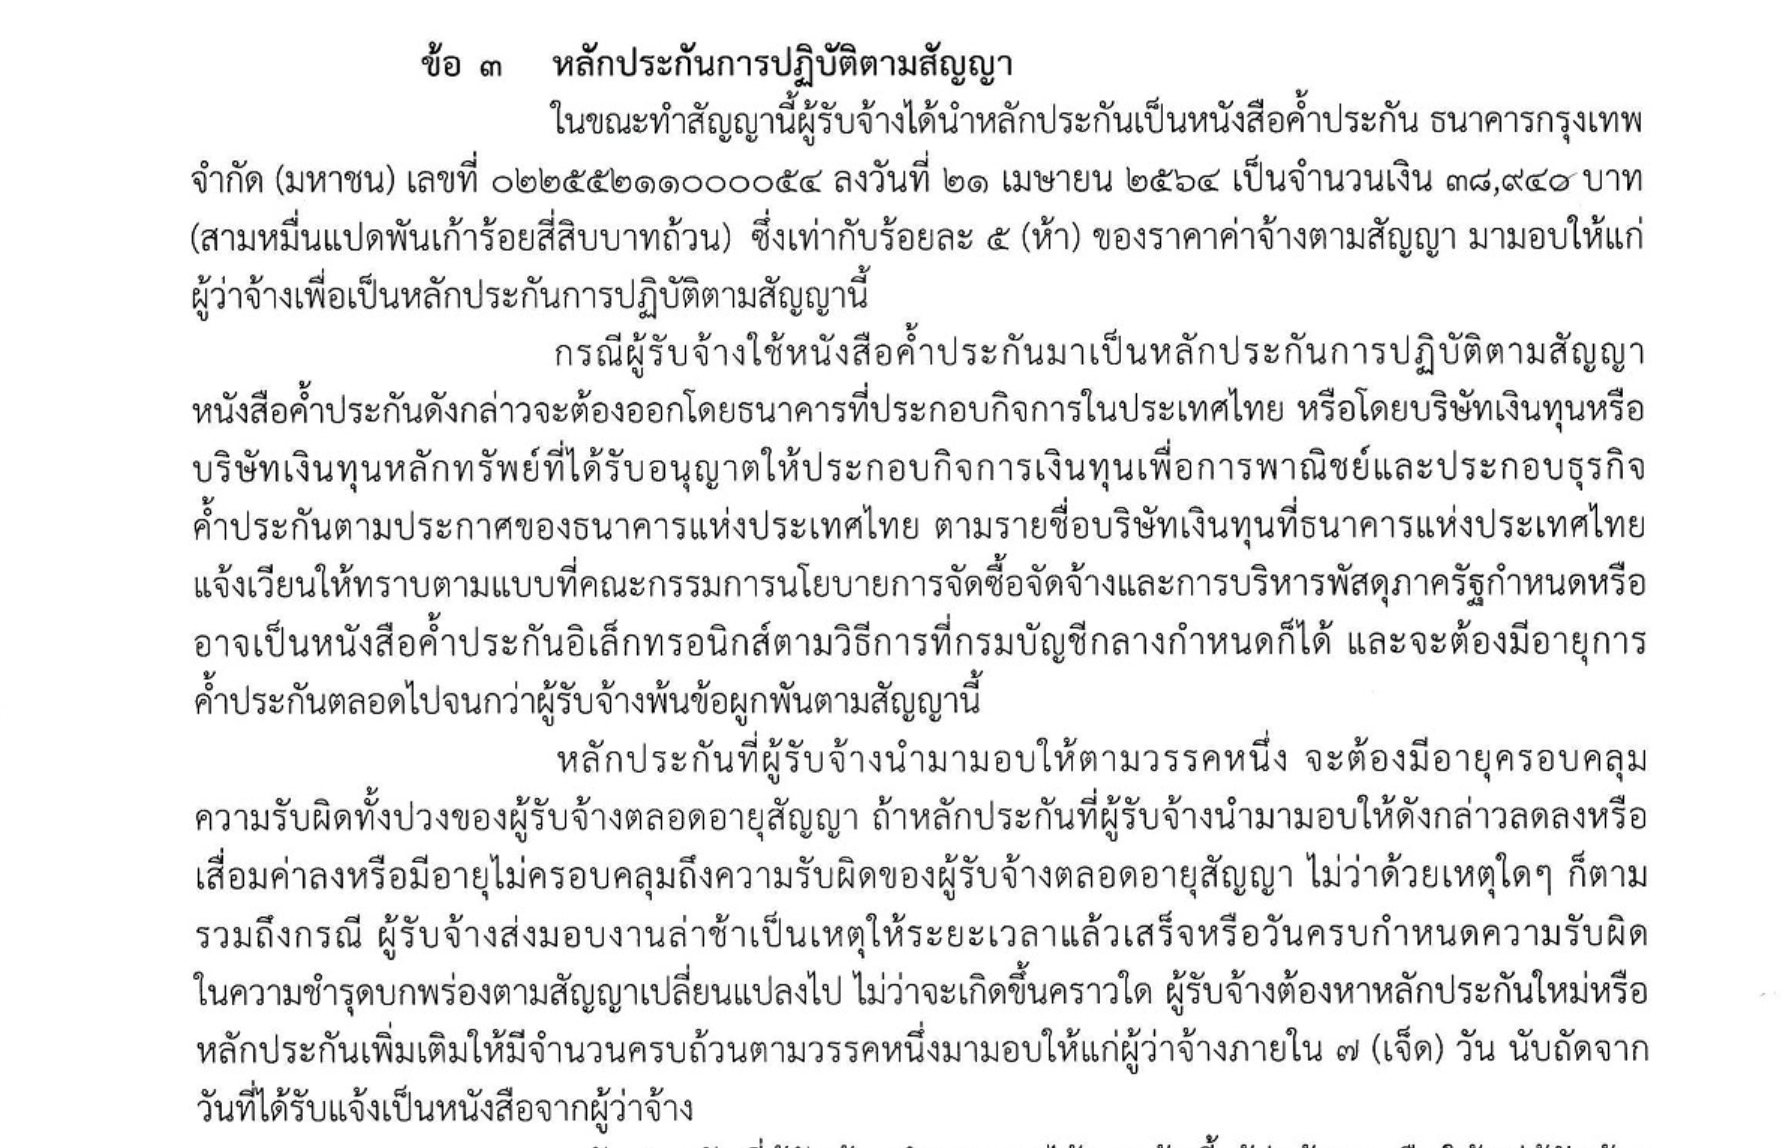 ข้อ ๓ หลักประกันการปฏิบัติตามสัญญา
ในขณะทำสัญญานี้ผู้รับจ้างได้นำหลักประกันเป็นหนังสือค้ำประกัน ธนาคารกรุงเทพ
จำกัด (มหาชน) เลขที่ ๐๒๒๕๕๒๑๑๐๐๐๐๕๔ ลงวันที่ ๒๑ เมษายน ๒๕๖๔ เป็นจำนวนเงิน ๓๘,๙๔๐ บาท
(สามหมื่นแปดพันเก้าร้อยสี่สิบบาทถ้วน) ซึ่งเท่ากับร้อยละ ๕ (ห้า) ของราคาค่าจ้างตามสัญญา มามอบให้แก่
ผู้ว่าจ้างเพื่อเป็นหลักประกันการปฏิบัติตามสัญญานี้
กรณีผู้รับจ้างใช้หนังสือค้ำประกันมาเป็นหลักประกันการปฏิบัติตามสัญญา
หนังสือค้ำประกันดังกล่าวจะต้องออกโดยธนาคารที่ประกอบกิจการในประเทศไทย หรือโดยบริษัทเงินทุนหรือ
บริษัทเงินทุนหลักทรัพย์ที่ได้รับอนุญาตให้ประกอบกิจการเงินทุนเพื่อการพาณิชย์และประกอบธุรกิจ
ค้ำประกันตามประกาศของธนาคารแห่งประเทศไทย ตามรายชื่อบริษัทเงินทุนที่ธนาคารแห่งประเทศไทย
แจ้งเวียนให้ทราบตามแบบที่คณะกรรมการนโยบายการจัดซื้อจัดจ้างและการบริหารพัสดุภาครัฐกำหนดหรือ
อาจเป็นหนังสือค้ำประกันอิเล็กทรอนิกส์ตามวิธีการที่กรมบัญชีกลางกำหนดก็ได้ และจะต้องมีอายุการ
ค้ำประกันตลอดไปจนกว่าผู้รับจ้างพ้นข้อผูกพันตามสัญญานี้
หลักประกันที่ผู้รับจ้างนำมามอบให้ตามวรรคหนึ่ง จะต้องมีอายุครอบคลุม
ความรับผิดทั้งปวงของผู้รับจ้างตลอดอายุสัญญา ถ้าหลักประกันที่ผู้รับจ้างนำมามอบให้ดังกล่าวลดลงหรือ
เสื่อมค่าลงหรือมีอายุไม่ครอบคลุมถึงความรับผิดของผู้รับจ้างตลอดอายุสัญญา ไม่ว่าด้วยเหตุใดๆ ก็ตาม
รวมถึงกรณี ผู้รับจ้างส่งมอบงานล่าช้าเป็นเหตุให้ระยะเวลาแล้วเสร็จหรือวันครบกำหนดความรับผิด
ในความชำรุดบกพร่องตามสัญญาเปลี่ยนแปลงไป ไม่ว่าจะเกิดขึ้นคราวใด ผู้รับจ้างต้องหาหลักประกันใหม่หรือ
หลักประกันเพิ่มเติมให้มีจำนวนครบถ้วนตามวรรคหนึ่งมามอบให้แก่ผู้ว่าจ้างภายใน ๗ (เจ็ด) วัน นับถัดจาก
วันที่ได้รับแจ้งเป็นหนังสือจากผู้ว่าจ้าง